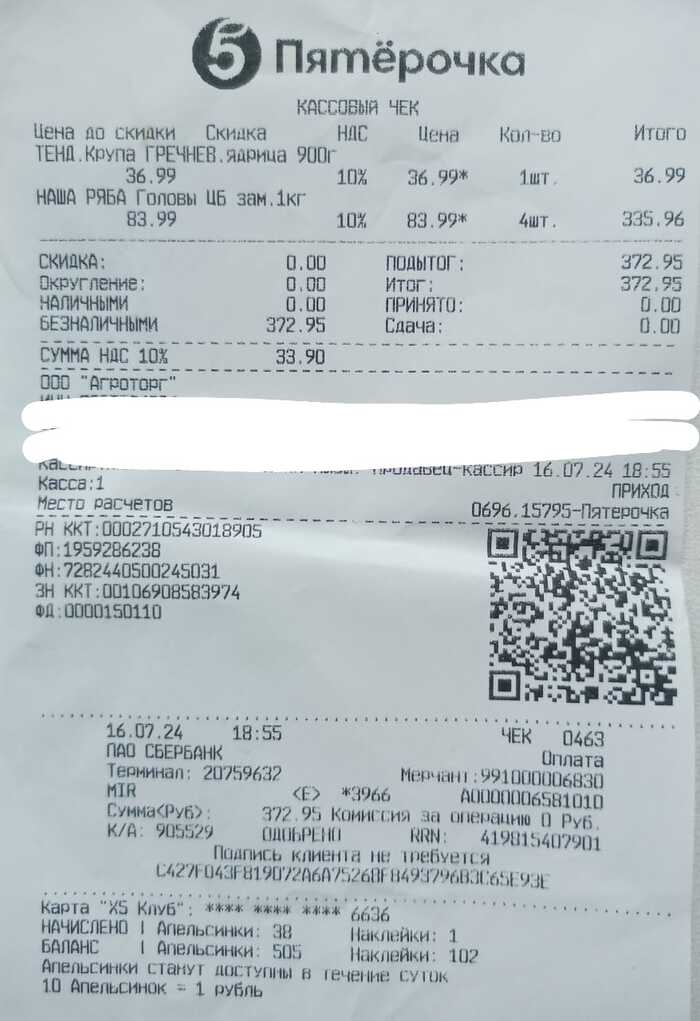 5 Пятёрочка
КАССОВЫЙ ЧЕК
Цена до скидки Скидка НДС Цена Кол-во Итого
ТЕНД.Крупа ГРЕЧНЕВ.ядрица 900г
36.99 10% 36.99* 1шт. 36.99
НАША РЯБА Головы ЦБ зам.1кг
83.99 10% 83.99* 4шт. 335.96
СКИДКА: 0.00 ПОДЫТОГ: 372.95
Округление: 0.00 Итог: 372.95
НАЛИЧНЫМИ 0.00 ПРИНЯТО: 0.00
БЕЗНАЛИЧНЫМИ 372.95 Сдача: 0.00
СУММА НДС 10% 33.90
ООО "Агроторг"
Продавец-кассир 16.07.24 18:55
Касса:1 ПРИХОД
Место расчетов 0696.15795-Пятерочка
РН ККТ:0002710543018905
ФП:1959286238
ФН:7282440500245031
ЗН ККТ:00106908583974
ФД:0000150110
16.07.24 18:55 ЧЕК 0463
ПАО СБЕРБАНК Оплата
Терминал: 20759632 Мерчант:991000006830
MIR <E> *3966 A0000006581010
Сумма<Руб>: 372.95 Комиссия за операцию 0 Руб.
К/А: 905529 ОДОБРЕНО RRN: 419815407901
Подпись клиента не требуется
C427F043F819072A6A75268F8493796B3C65E93E
Карта "X5 Клуб": **** **** **** 6636
НАЧИСЛЕНО | Апельсинки: 38 Наклейки: 1
БАЛАНС | Апельсинки: 505 Наклейки: 102
Апельсинки станут доступны в течение суток
10 Апельсинок = 1 рубль